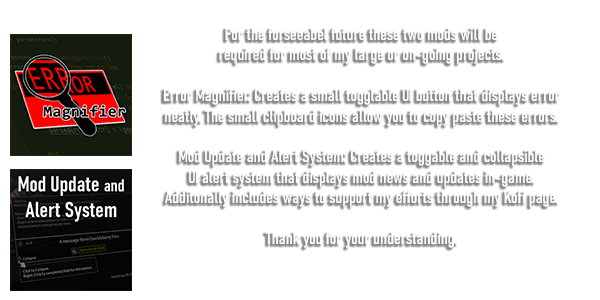 For the forseeabel future these two mods will be
required for most of my large or on-going projects.
ERROR
Magnifier
Error Magnifier: Creates a small togglable UI button that displays error
neatly. The small clipboard icons allow you to copy paste these errors.
Mod Update and Alert System: Creates a toggable and collapsible
UI alert system that displays mod news and updates in-game.
Additonally includes ways to support my efforts through my Kofi page.
Mod Update and
Alert System
Thank you for your understanding.